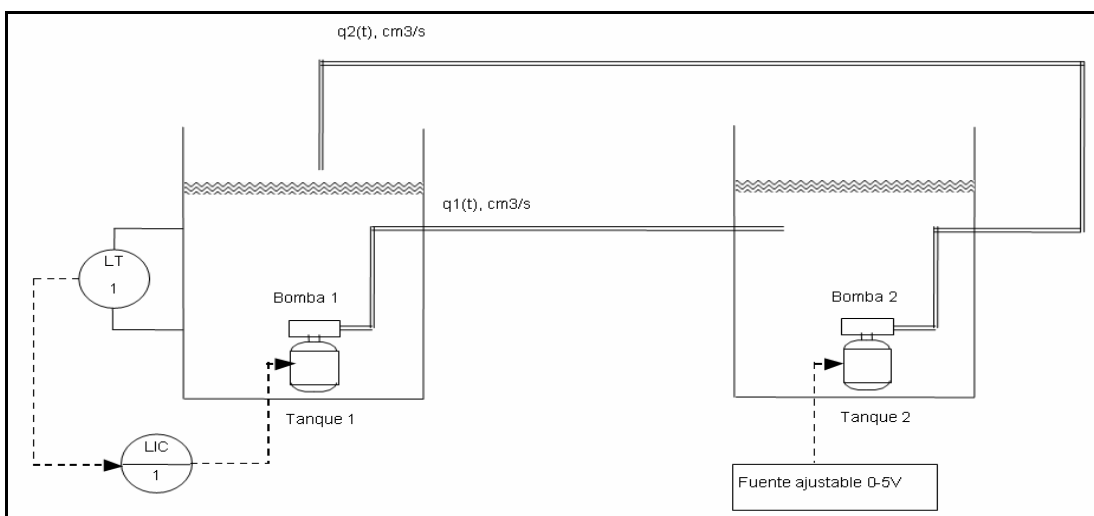 q2(t), cm3/s
q1(t), cm3/s
LT
1
Bomba 1
Bomba 2
Tanque 1
Tanque 2
LIC
1
Fuente ajustable 0-5V